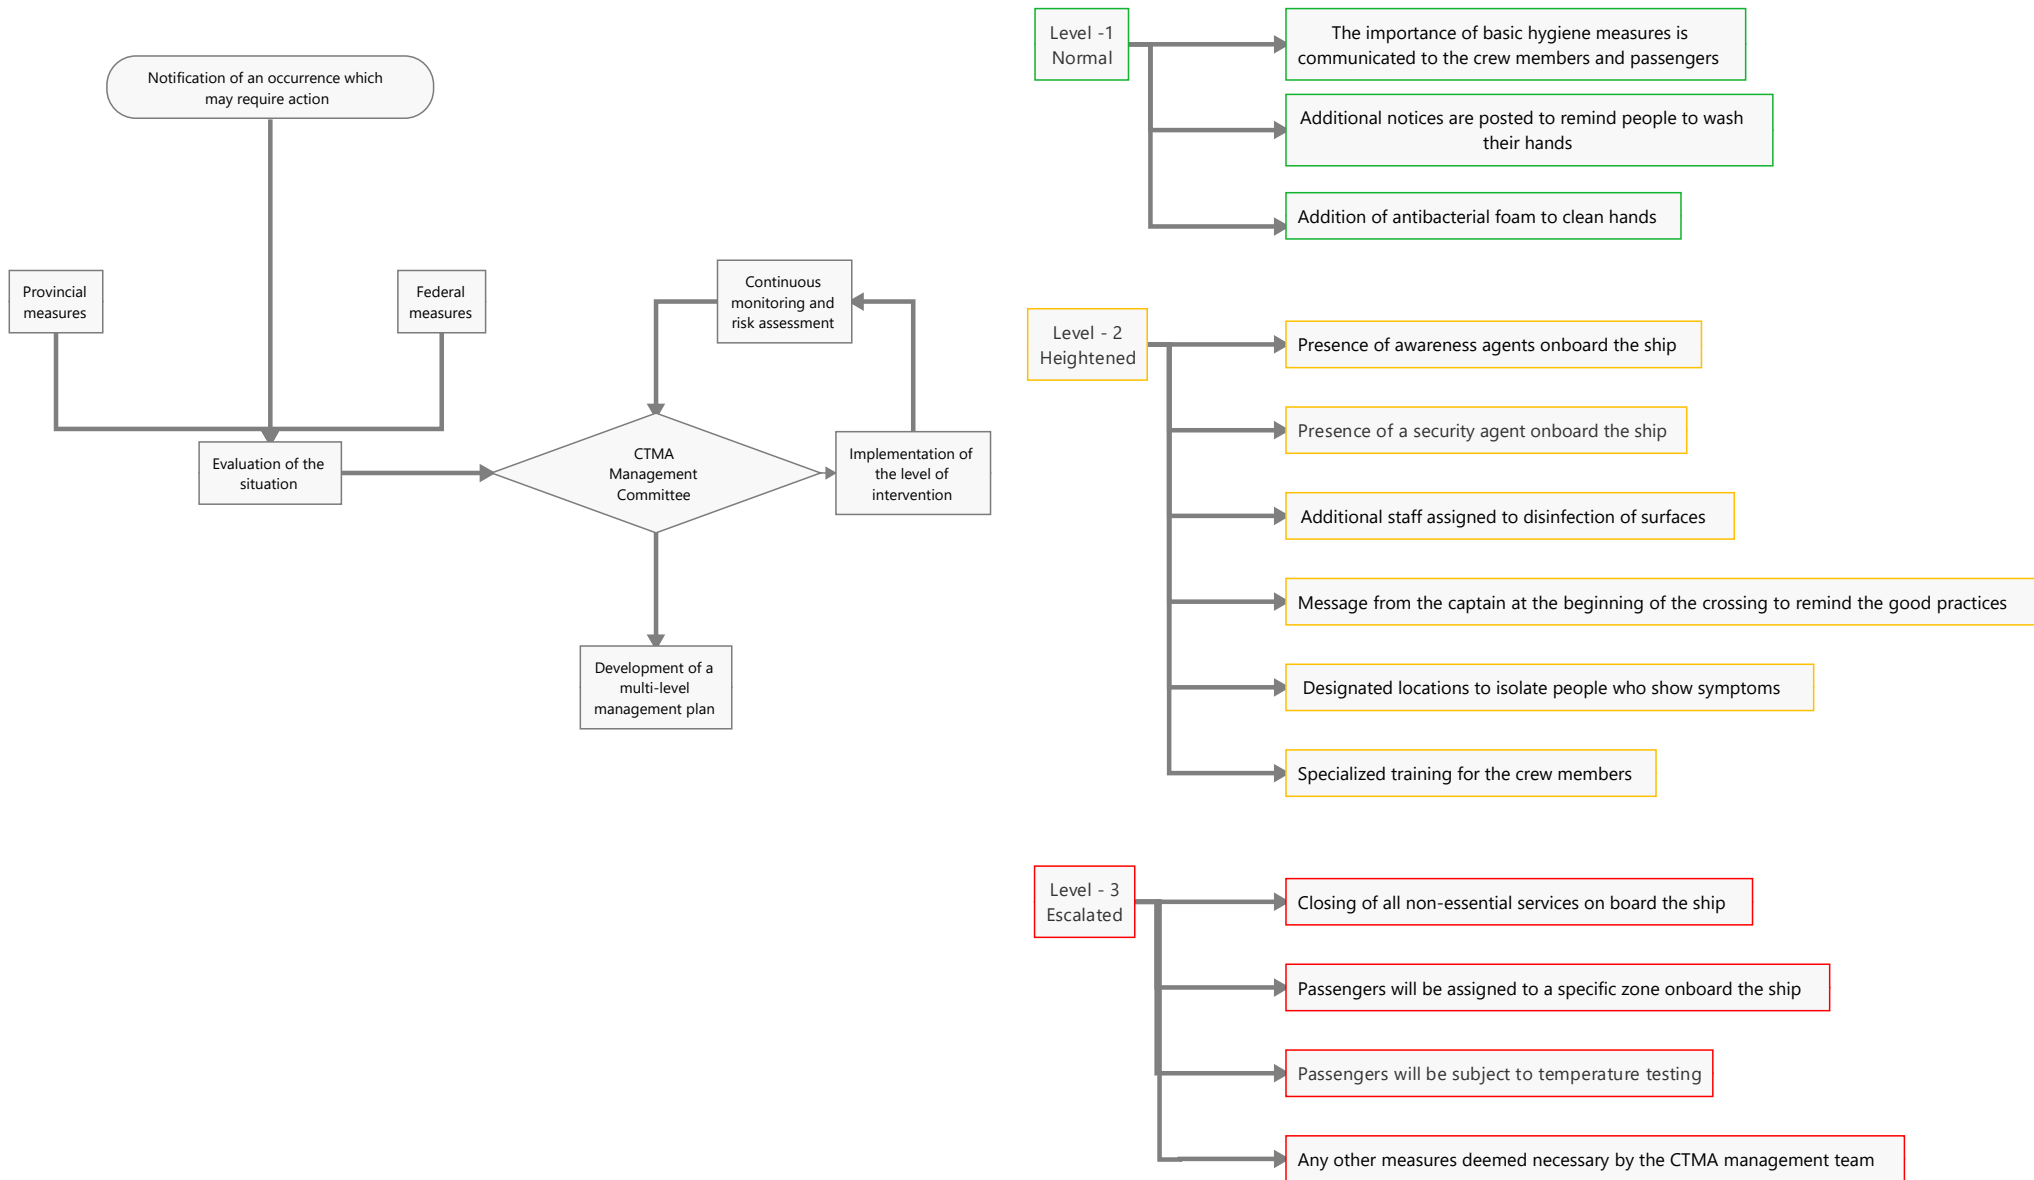 Notification of an occurrence which
may require action
Provincial
measures
Federal
measures
Evaluation of the
situation
CTMA
Management
Committee
Continuous
monitoring and
risk assessment
Implementation of
the level of
intervention
Development of a
multi-level
management plan
Level -1
Normal
The importance of basic hygiene measures is
communicated to the crew members and passengers
Additional notices are posted to remind people to wash
their hands
Addition of antibacterial foam to clean hands
Level - 2
Heightened
Presence of awareness agents onboard the ship
Presence of a security agent onboard the ship
Additional staff assigned to disinfection of surfaces
Message from the captain at the beginning of the crossing to remind the good practices
Designated locations to isolate people who show symptoms
Specialized training for the crew members
Level - 3
Escalated
Closing of all non-essential services on board the ship
Passengers will be assigned to a specific zone onboard the ship
Passengers will be subject to temperature testing
Any other measures deemed necessary by the CTMA management team